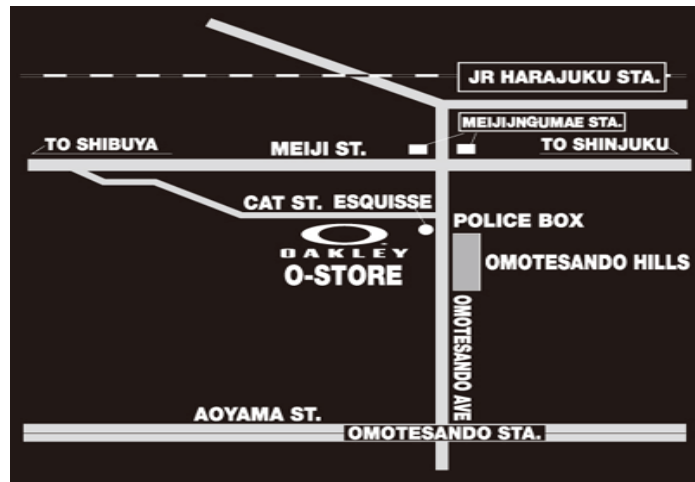 JR HARAJUKU STA.
MEIJIJNGUMAE STA.
TO SHIBUYA
MEIJI ST.
TO SHINJUKU
CAT ST.
ESQUISSE
POLICE BOX
OAKLEY
O-STORE
OMOTESANDO HILLS
OMOTESANDO AVE
AOYAMA ST.
OMOTESANDO STA.